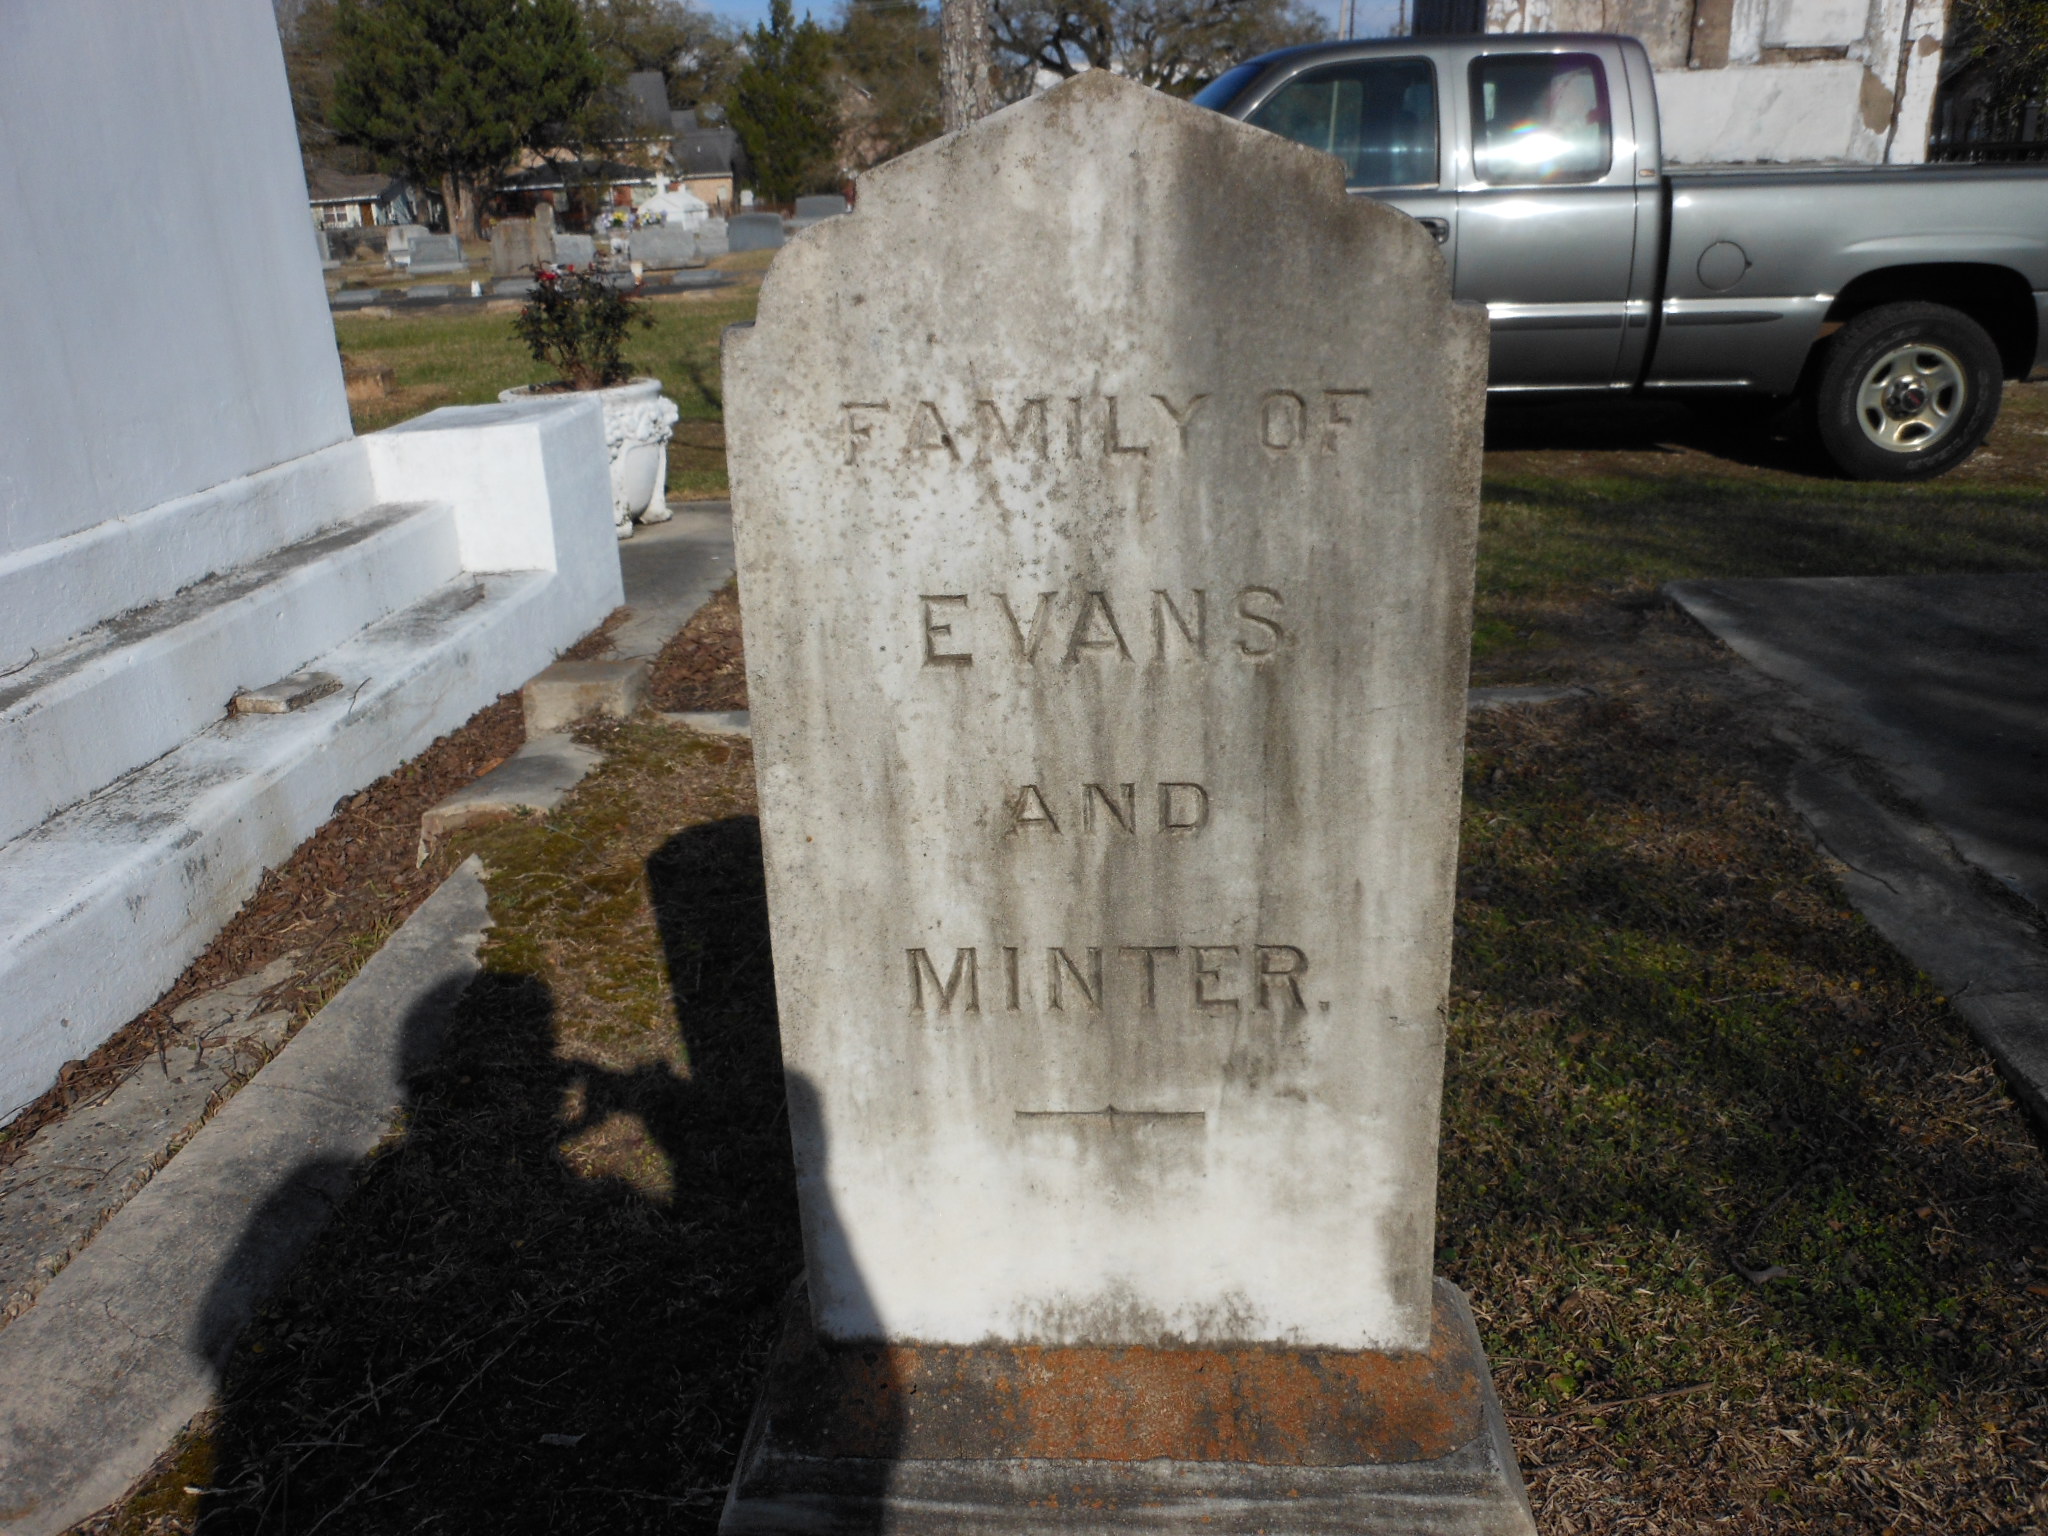 FAMILY OF
EVANS
AND
MINTER.